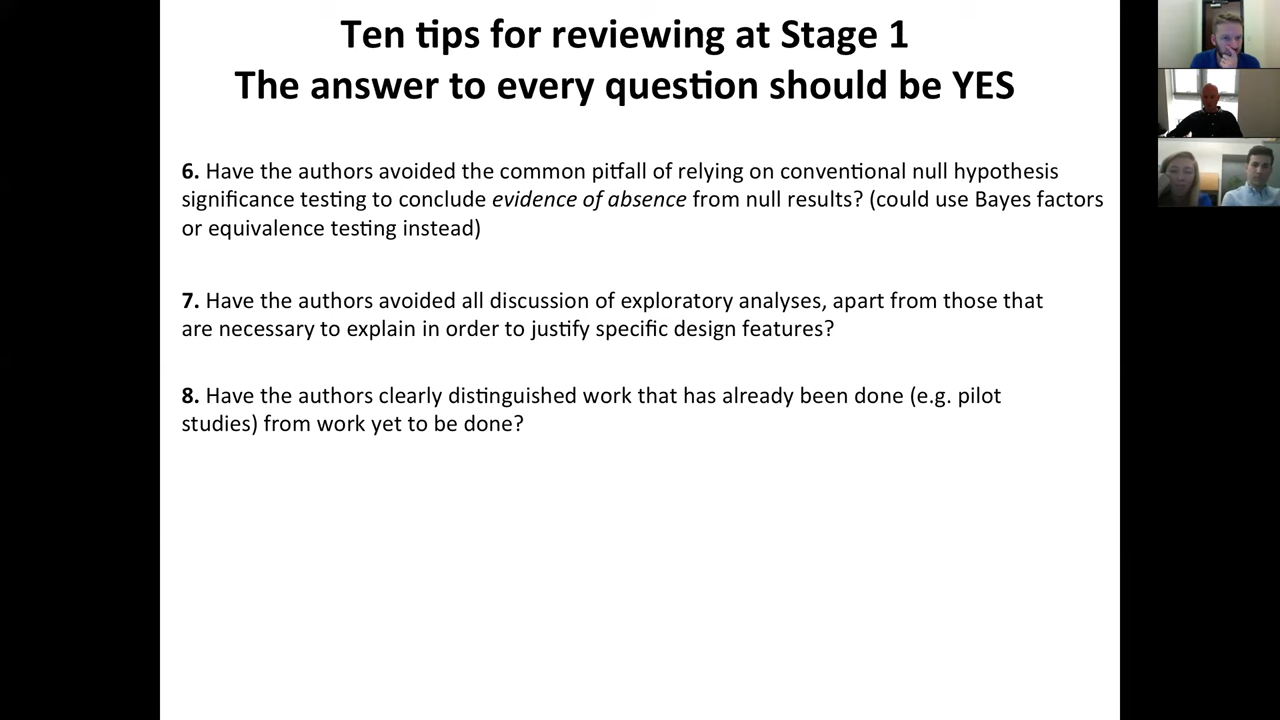 Ten tips for reviewing at Stage 1
The answer to every question should be YES
6. Have the authors avoided the common pitfall of relying on conventional null hypothesis
significance testing to conclude evidence of absence from null results? (could use Bayes factors
or equivalence testing instead)
7. Have the authors avoided all discussion of exploratory analyses, apart from those that
are necessary to explain in order to justify specific design features?
8. Have the authors clearly distinguished work that has already been done (e.g. pilot
studies) from work yet to be done?